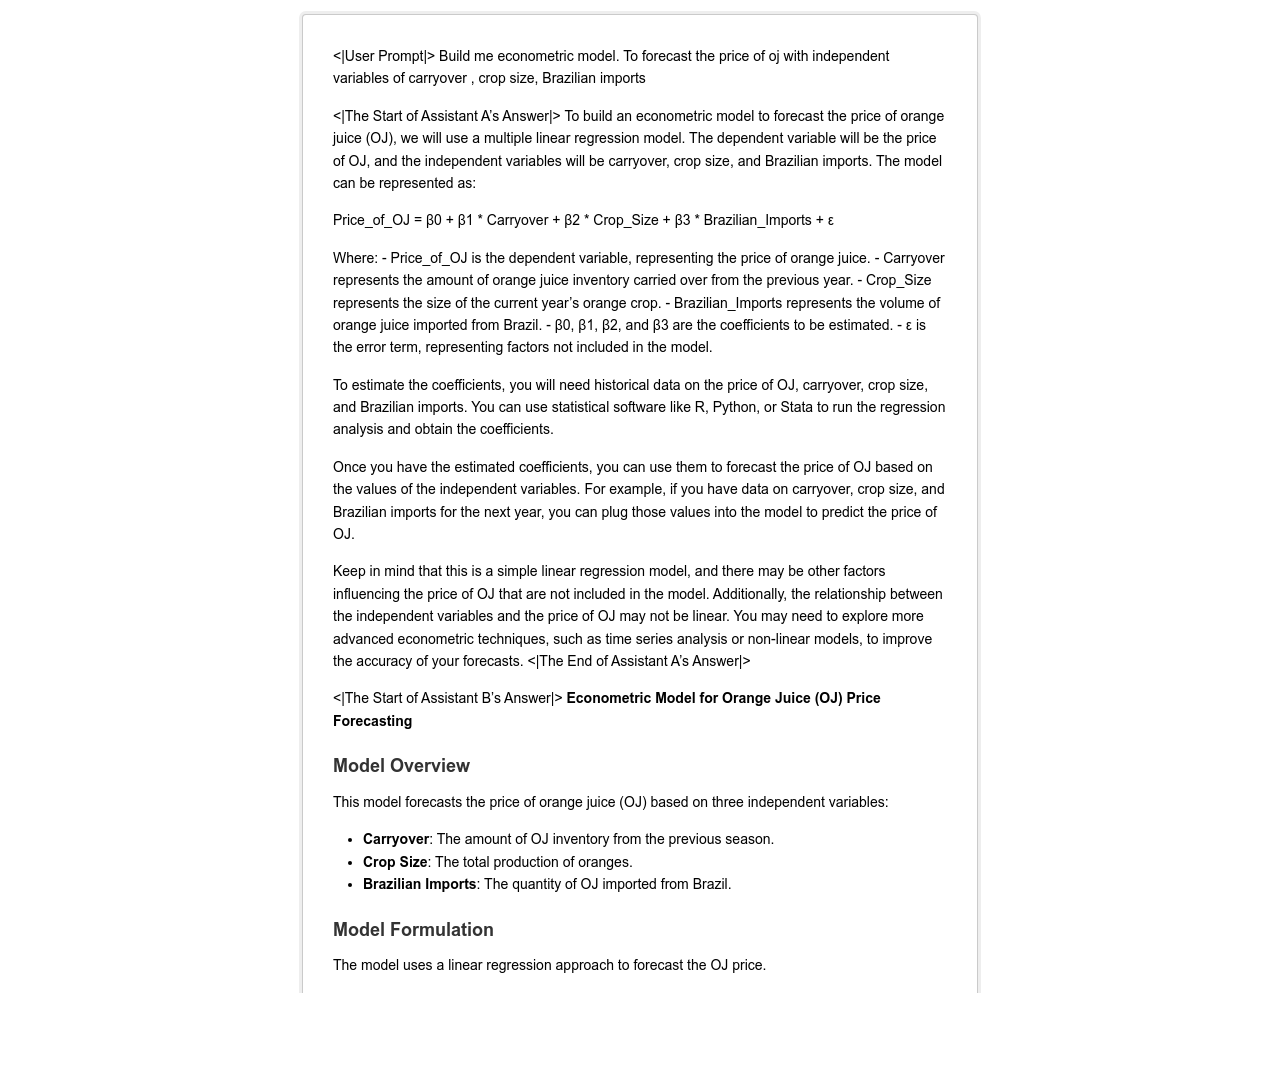 <|User Prompt|> Build me econometric model. To forecast the price of oj with independent
variables of carryover , crop size, Brazilian imports
<|The Start of Assistant A’s Answer|> To build an econometric model to forecast the price of orange
juice (OJ), we will use a multiple linear regression model. The dependent variable will be the price
of OJ, and the independent variables will be carryover, crop size, and Brazilian imports. The model
can be represented as:
Price_of_OJ = β0 + β1 * Carryover + β2 * Crop_Size + β3 * Brazilian_Imports + ε
Where: - Price_of_OJ is the dependent variable, representing the price of orange juice. - Carryover
represents the amount of orange juice inventory carried over from the previous year. - Crop_Size
represents the size of the current year’s orange crop. - Brazilian_Imports represents the volume of
orange juice imported from Brazil. - β0, β1, β2, and β3 are the coefficients to be estimated. - ε is
the error term, representing factors not included in the model.
To estimate the coefficients, you will need historical data on the price of OJ, carryover, crop size,
and Brazilian imports. You can use statistical software like R, Python, or Stata to run the regression
analysis and obtain the coefficients.
Once you have the estimated coefficients, you can use them to forecast the price of OJ based on
the values of the independent variables. For example, if you have data on carryover, crop size, and
Brazilian imports for the next year, you can plug those values into the model to predict the price of
OJ.
Keep in mind that this is a simple linear regression model, and there may be other factors
influencing the price of OJ that are not included in the model. Additionally, the relationship between
the independent variables and the price of OJ may not be linear. You may need to explore more
advanced econometric techniques, such as time series analysis or non-linear models, to improve
the accuracy of your forecasts. <|The End of Assistant A’s Answer|>
<|The Start of Assistant B’s Answer|> Econometric Model for Orange Juice (OJ) Price
Forecasting
Model Overview
This model forecasts the price of orange juice (OJ) based on three independent variables:
• Carryover: The amount of OJ inventory from the previous season.
• Crop Size: The total production of oranges.
• Brazilian Imports: The quantity of OJ imported from Brazil.
Model Formulation
The model uses a linear regression approach to forecast the OJ price.